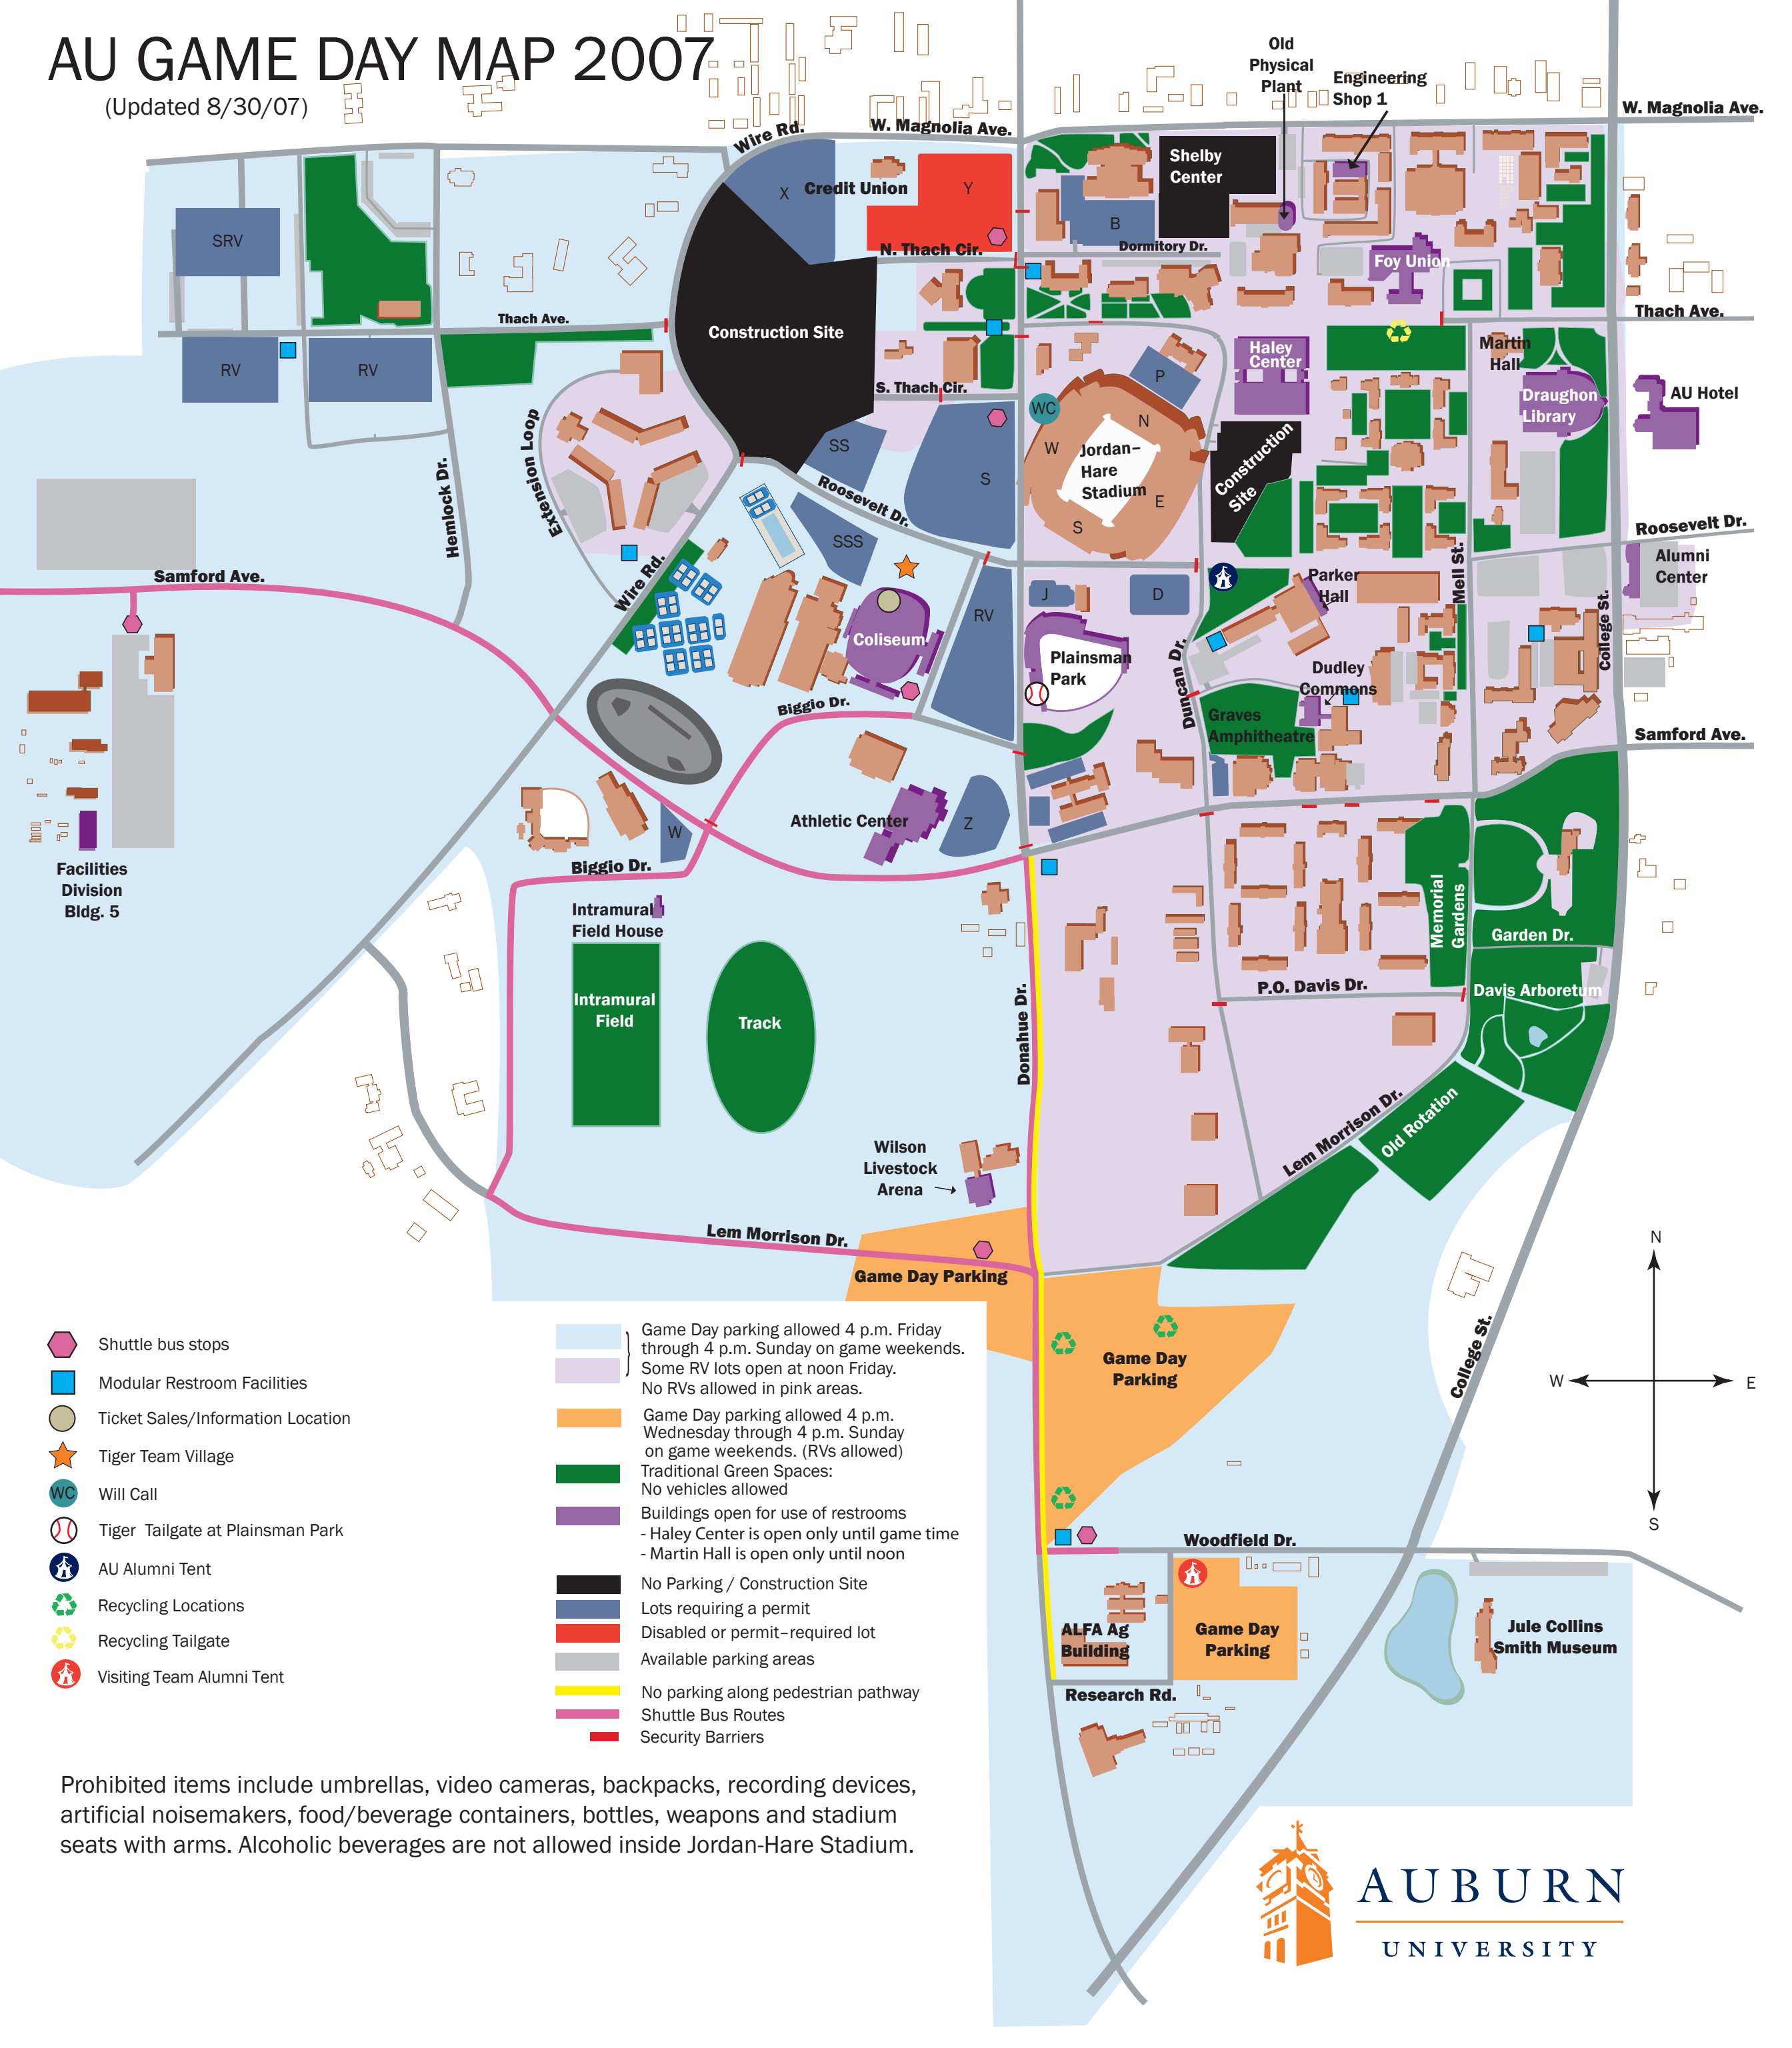 AU GAME DAY MAP 2007
(Updated 8/30/07)
Old
Physical
Plant
Engineering
Shop 1
W. Magnolia Ave.
Wire Rd.
W. Magnolia Ave.
Shelby
Center
X
Credit Union
Y
B
SRV
N. Thach Cir.
Dormitory Dr.
Foy Union
Thach Ave.
Thach Ave.
Construction Site
Haley
Center
Martin
Hall
RV
RV
S. Thach Cir.
P
AU Hotel
Draughon
Library
WC
N
W
Jordan–
Hare
Stadium
E
S
SS
S
Extension Loop
Hemlock Dr.
Construction
Site
Roosevelt Dr.
Roosevelt Dr.
SSS
Alumni
Center
Samford Ave.
Wire Rd.
Parker
Hall
Mell St.
College St.
J
D
RV
Coliseum
Plainsman
Park
Duncan Dr.
Dudley
Commons
Graves
Amphitheatre
Biggio Dr.
Samford Ave.
Athletic Center
W
Z
Facilities
Division
Bldg. 5
Biggio Dr.
Intramural
Field House
Memorial
Gardens
Garden Dr.
Intramural
Field
Track
P.O. Davis Dr.
Davis Arboretum
Donahue Dr.
Lem Morrison Dr.
Old Rotation
Wilson
Livestock
Arena
Lem Morrison Dr.
Game Day Parking
Game Day
Parking
College St.
N
W
E
S
Shuttle bus stops
Modular Restroom Facilities
Ticket Sales/Information Location
Tiger Team Village
WC
Will Call
Tiger Tailgate at Plainsman Park
AU Alumni Tent
Recycling Locations
Recycling Tailgate
Visiting Team Alumni Tent
Game Day parking allowed 4 p.m. Friday
through 4 p.m. Sunday on game weekends.
Some RV lots open at noon Friday.
No RVs allowed in pink areas.
Game Day parking allowed 4 p.m.
Wednesday through 4 p.m. Sunday
on game weekends. (RVs allowed)
Traditional Green Spaces:
No vehicles allowed
Buildings open for use of restrooms
- Haley Center is open only until game time
- Martin Hall is open only until noon
No Parking / Construction Site
Lots requiring a permit
Disabled or permit–required lot
Available parking areas
No parking along pedestrian pathway
Shuttle Bus Routes
Security Barriers
Woodfield Dr.
ALFA Ag
Building
Game Day
Parking
Jule Collins
Smith Museum
Research Rd.
Prohibited items include umbrellas, video cameras, backpacks, recording devices,
artificial noisemakers, food/beverage containers, bottles, weapons and stadium
seats with arms. Alcoholic beverages are not allowed inside Jordan-Hare Stadium.
AUBURN
UNIVERSITY